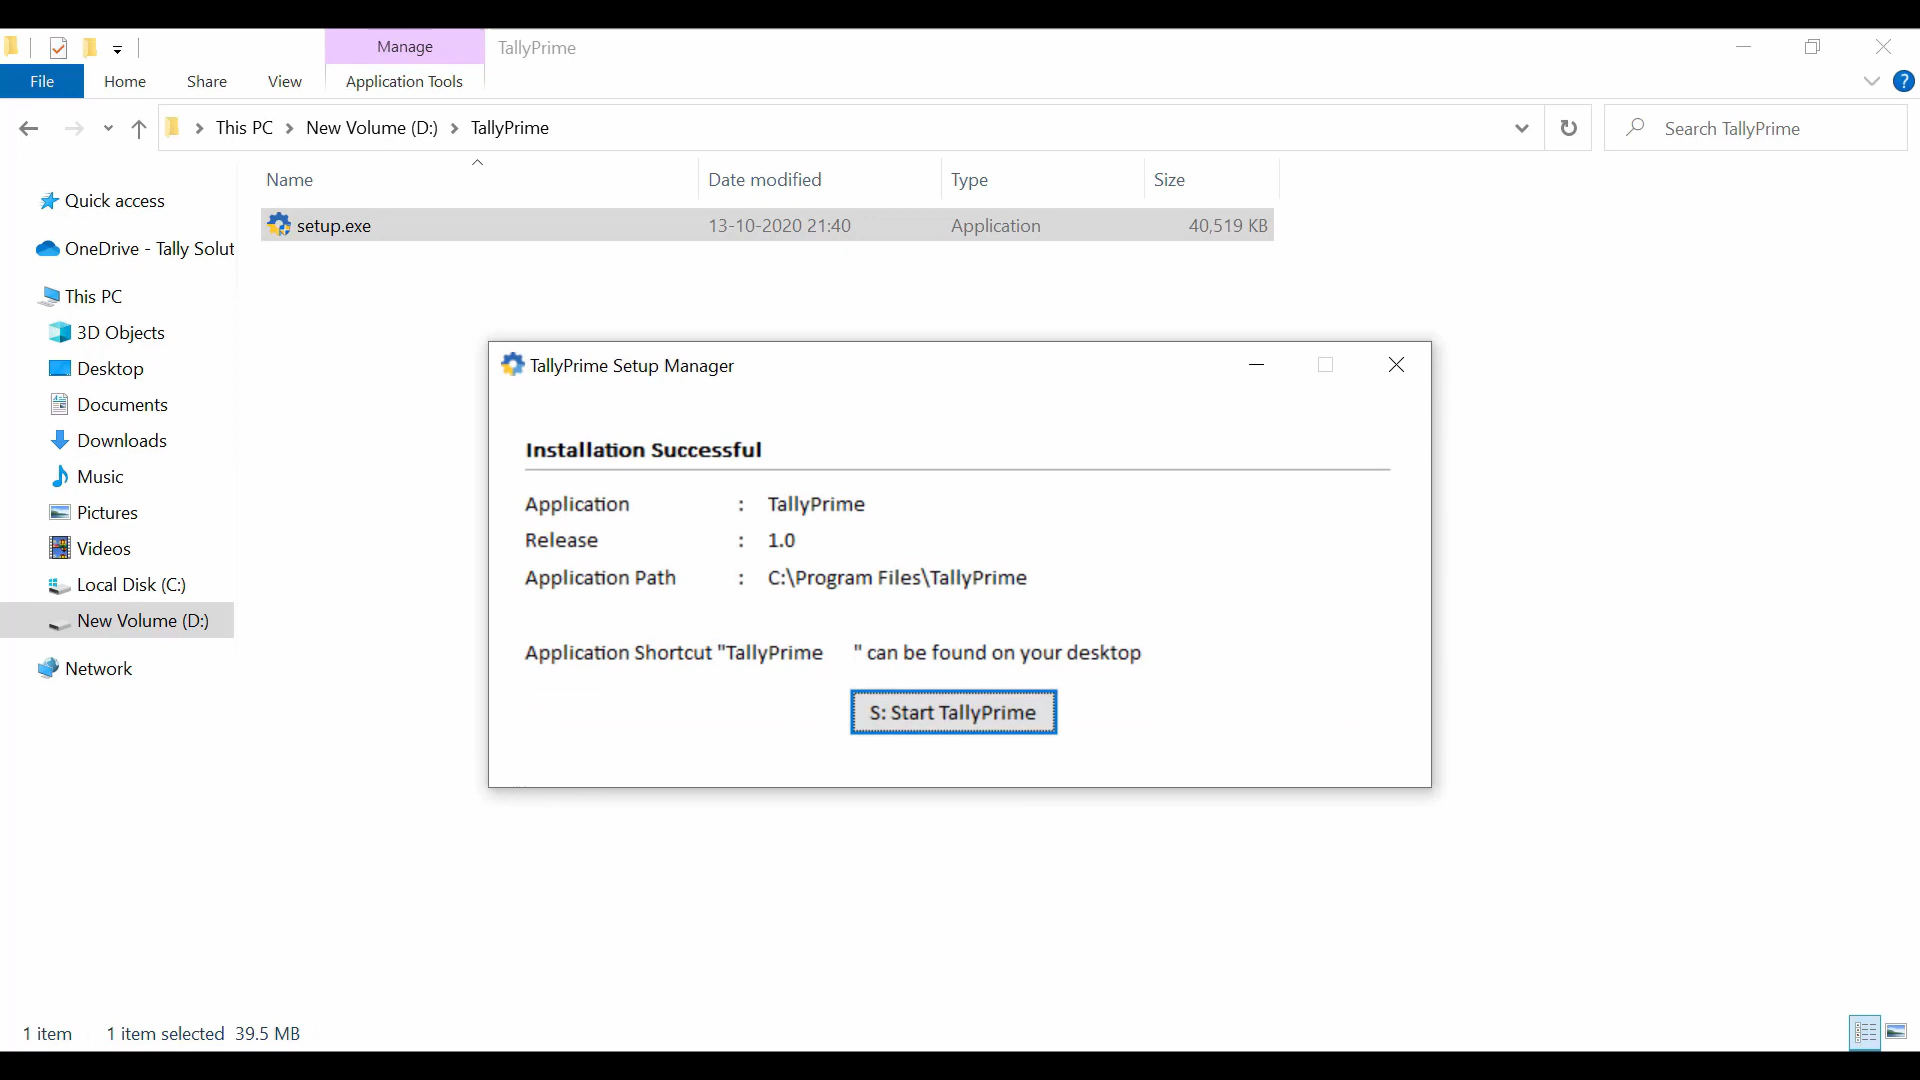 Manage
TallyPrime
File
Home
Share
View
Application Tools
?
This PC
New Volume (D:)
TallyPrime
Search TallyPrime
Name
Date modified
Type
Size
setup.exe
13-10-2020 21:40
Application
40,519 KB
Quick access
OneDrive - Tally Solut
This PC
3D Objects
Desktop
Documents
Downloads
Music
Pictures
Videos
Local Disk (C:)
New Volume (D:)
Network
TallyPrime Setup Manager
Installation Successful
Application : TallyPrime
Release : 1.0
Application Path : C:\Program Files\TallyPrime
Application Shortcut "TallyPrime " can be found on your desktop
S: Start TallyPrime
1 item
1 item selected 39.5 MB